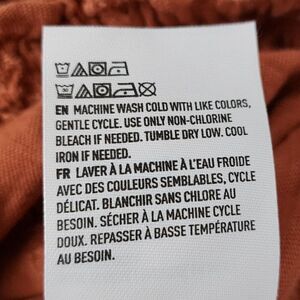 EN MACHINE WASH COLD WITH LIKE COLORS,
GENTLE CYCLE. USE ONLY NON-CHLORINE
BLEACH IF NEEDED. TUMBLE DRY LOW. COOL
IRON IF NEEDED.
FR LAVER À LA MACHINE À L'EAU FROIDE
AVEC DES COULEURS SEMBLABLES, CYCLE
DÉLICAT. BLANCHIR SANS CHLORE AU
BESOIN. SÉCHER À LA MACHINE CYCLE
DOUX. REPASSER À BASSE TEMPÉRATURE
AU BESOIN.